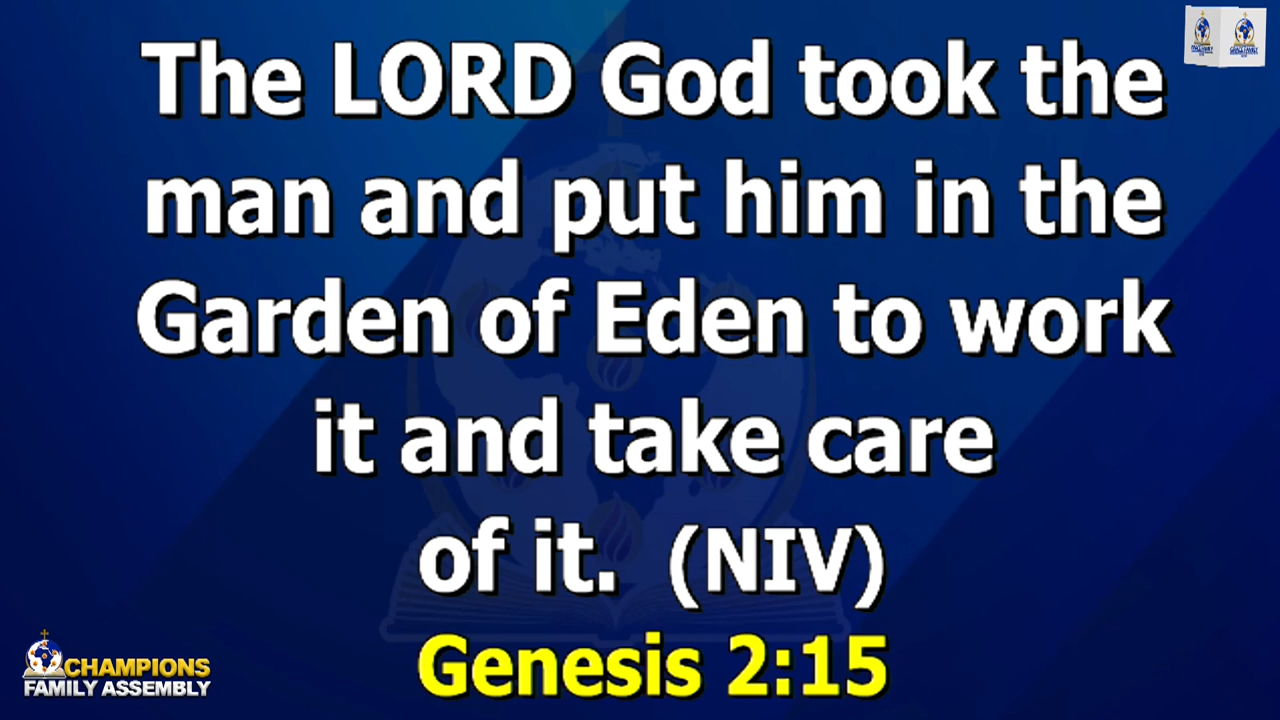 The LORD God took the
man and put him in the
Garden of Eden to work
it and take care
of it.  (NIV)
Genesis 2:15
CHAMPIONS
FAMILY ASSEMBLY